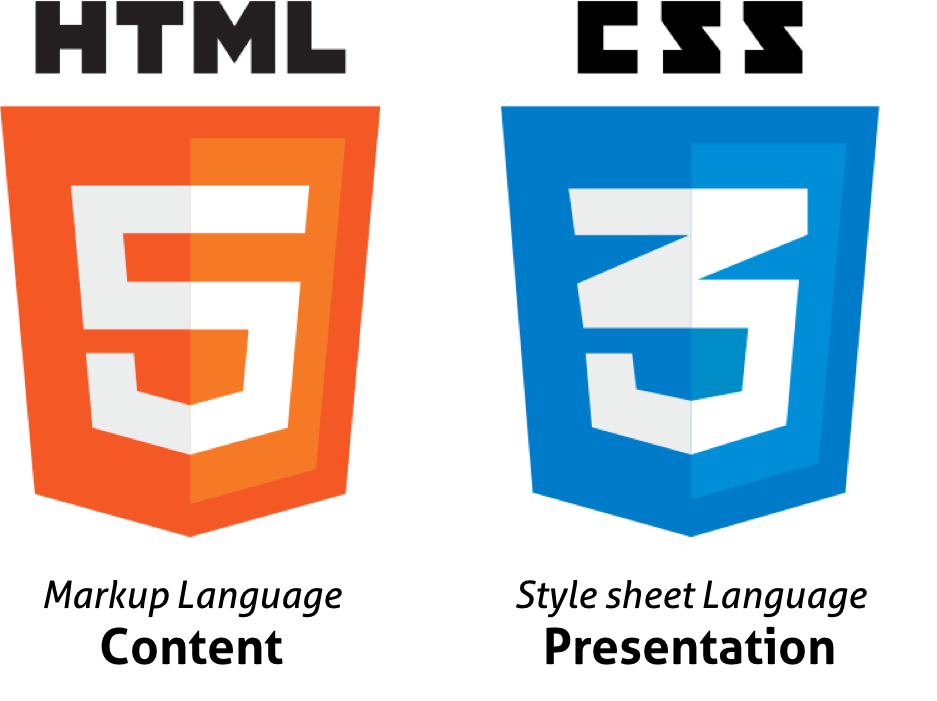 HTML
5
Markup Language
Content
CSS
3
Style sheet Language
Presentation